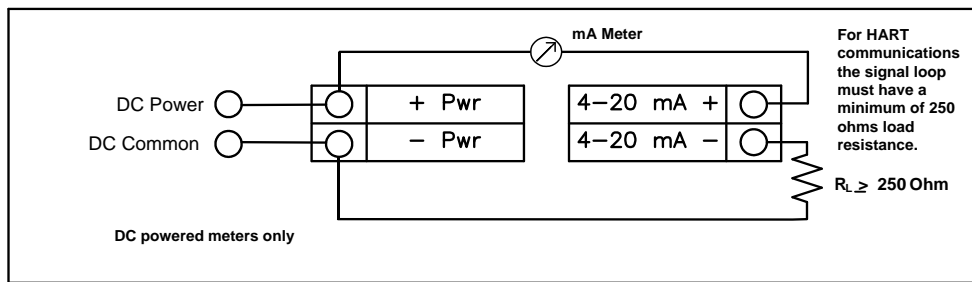 mA Meter
For HART
communications
the signal loop
must have a
minimum of 250
ohms load
resistance.
DC Power
+ Pwr
4-20 mA +
DC Common
- Pwr
4-20 mA -
RL ≥ 250 Ohm
DC powered meters only